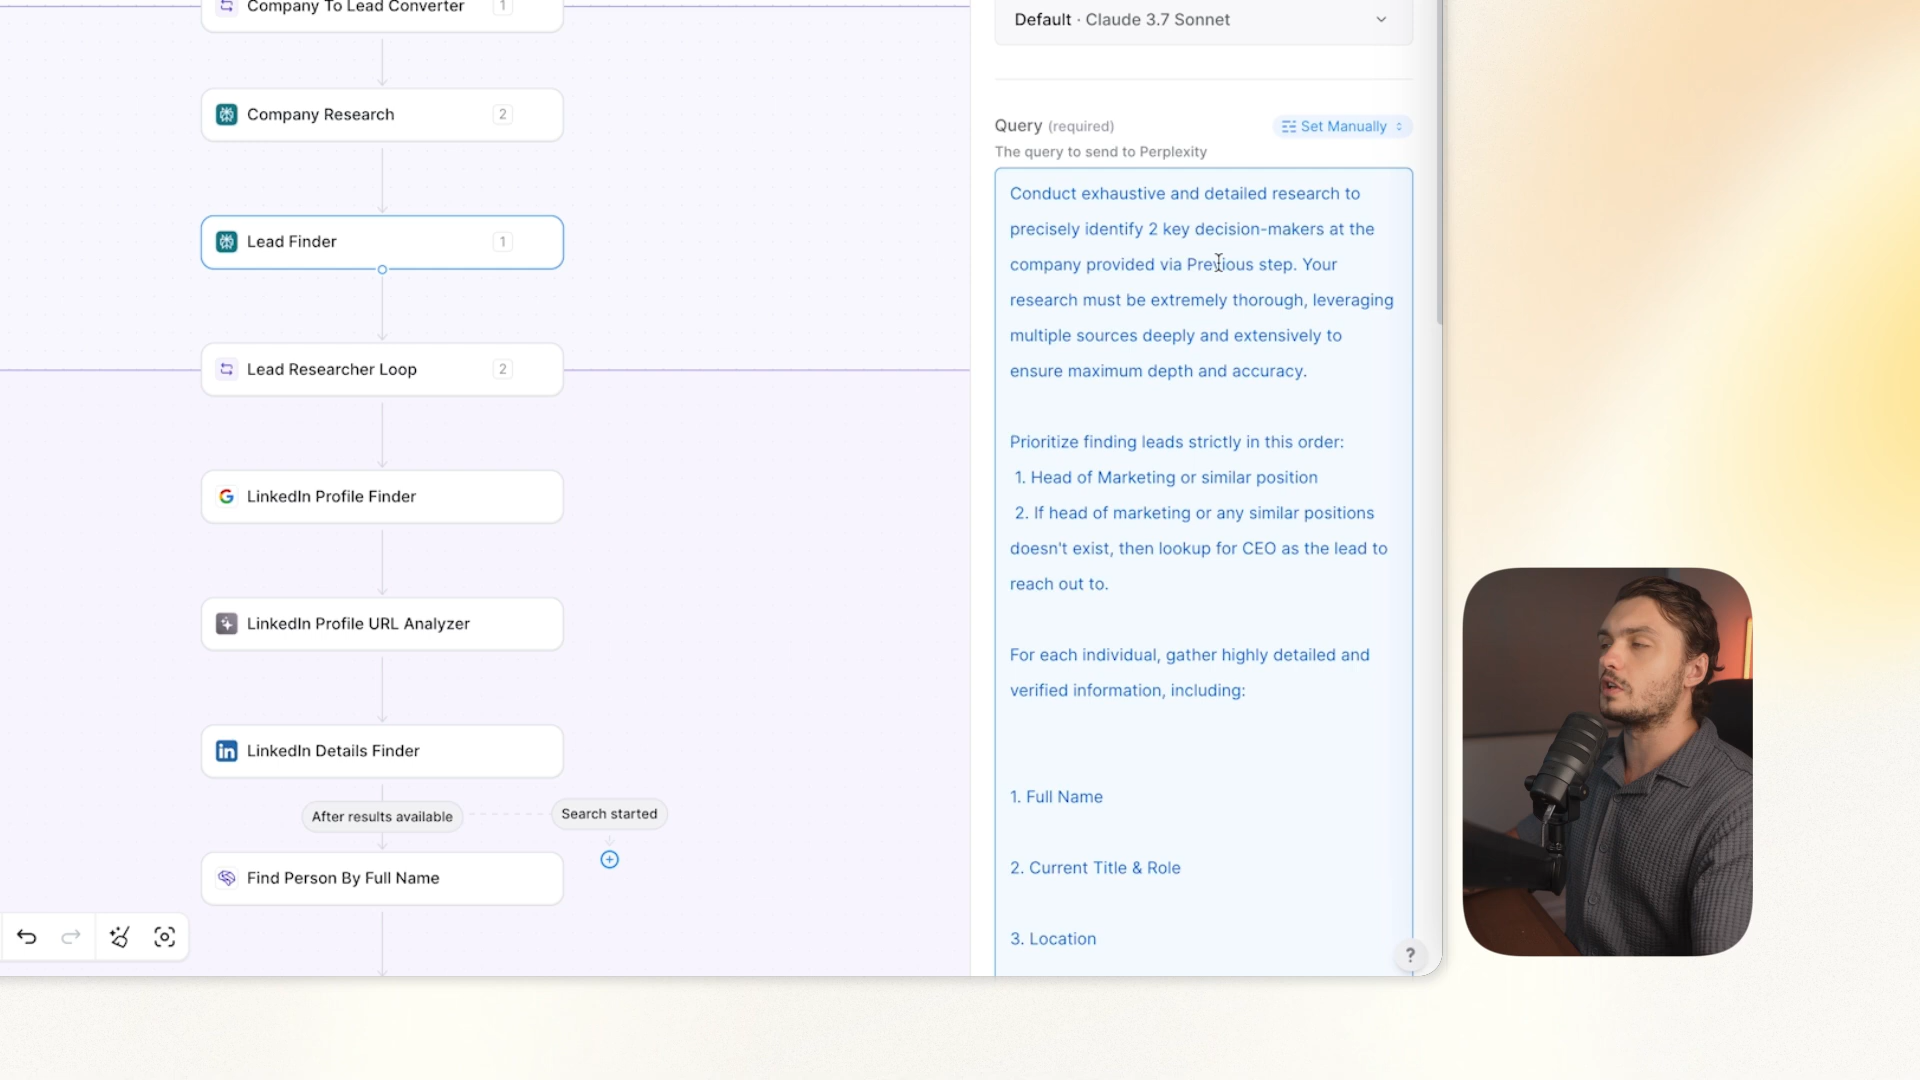 Company To Lead Converter 1
Company Research 2
Lead Finder 1
Lead Researcher Loop 2
LinkedIn Profile Finder
LinkedIn Profile URL Analyzer
LinkedIn Details Finder
After results available
Search started
Find Person By Full Name
Default · Claude 3.7 Sonnet
Query (required)
Set Manually
The query to send to Perplexity
Conduct exhaustive and detailed research to
precisely identify 2 key decision-makers at the
company provided via Previous step. Your
research must be extremely thorough, leveraging
multiple sources deeply and extensively to
ensure maximum depth and accuracy.
Prioritize finding leads strictly in this order:
1. Head of Marketing or similar position
2. If head of marketing or any similar positions
doesn't exist, then lookup for CEO as the lead to
reach out to.
For each individual, gather highly detailed and
verified information, including:
1. Full Name
2. Current Title & Role
3. Location
?